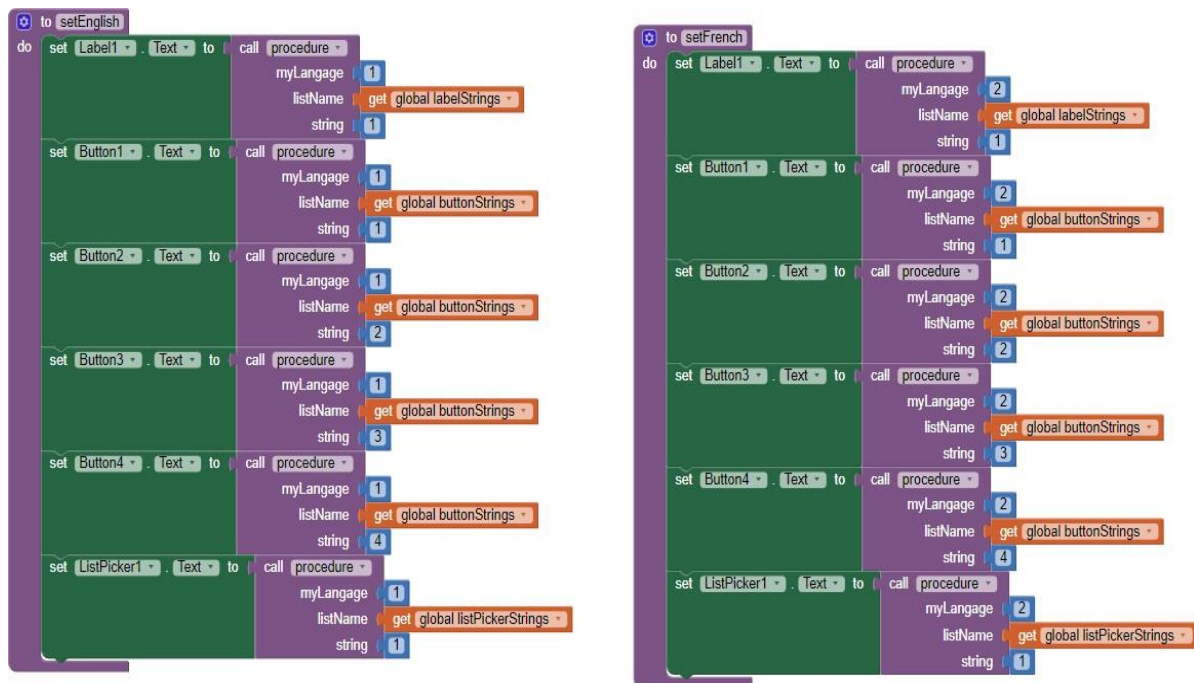 to setEnglish
do set Label1 . Text to call procedure
myLangage 1
listName get global labelStrings
string 1
set Button1 . Text to call procedure
myLangage 1
listName get global buttonStrings
string 1
set Button2 . Text to call procedure
myLangage 1
listName get global buttonStrings
string 2
set Button3 . Text to call procedure
myLangage 1
listName get global buttonStrings
string 3
set Button4 . Text to call procedure
myLangage 1
listName get global buttonStrings
string 4
set ListPicker1 . Text to call procedure
myLangage 1
listName get global listPickerStrings
string 1
to setFrench
do set Label1 . Text to call procedure
myLangage 2
listName get global labelStrings
string 1
set Button1 . Text to call procedure
myLangage 2
listName get global buttonStrings
string 1
set Button2 . Text to call procedure
myLangage 2
listName get global buttonStrings
string 2
set Button3 . Text to call procedure
myLangage 2
listName get global buttonStrings
string 3
set Button4 . Text to call procedure
myLangage 2
listName get global buttonStrings
string 4
set ListPicker1 . Text to call procedure
myLangage 2
listName get global listPickerStrings
string 1